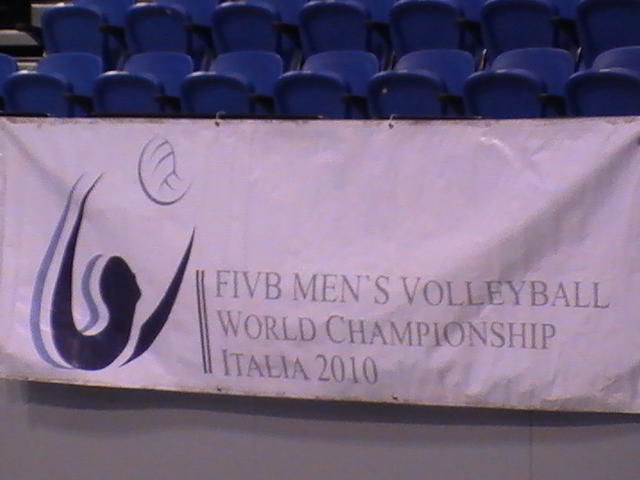 FIVB MEN`S VOLLEYBALL
WORLD CHAMPIONSHIP
ITALIA 2010